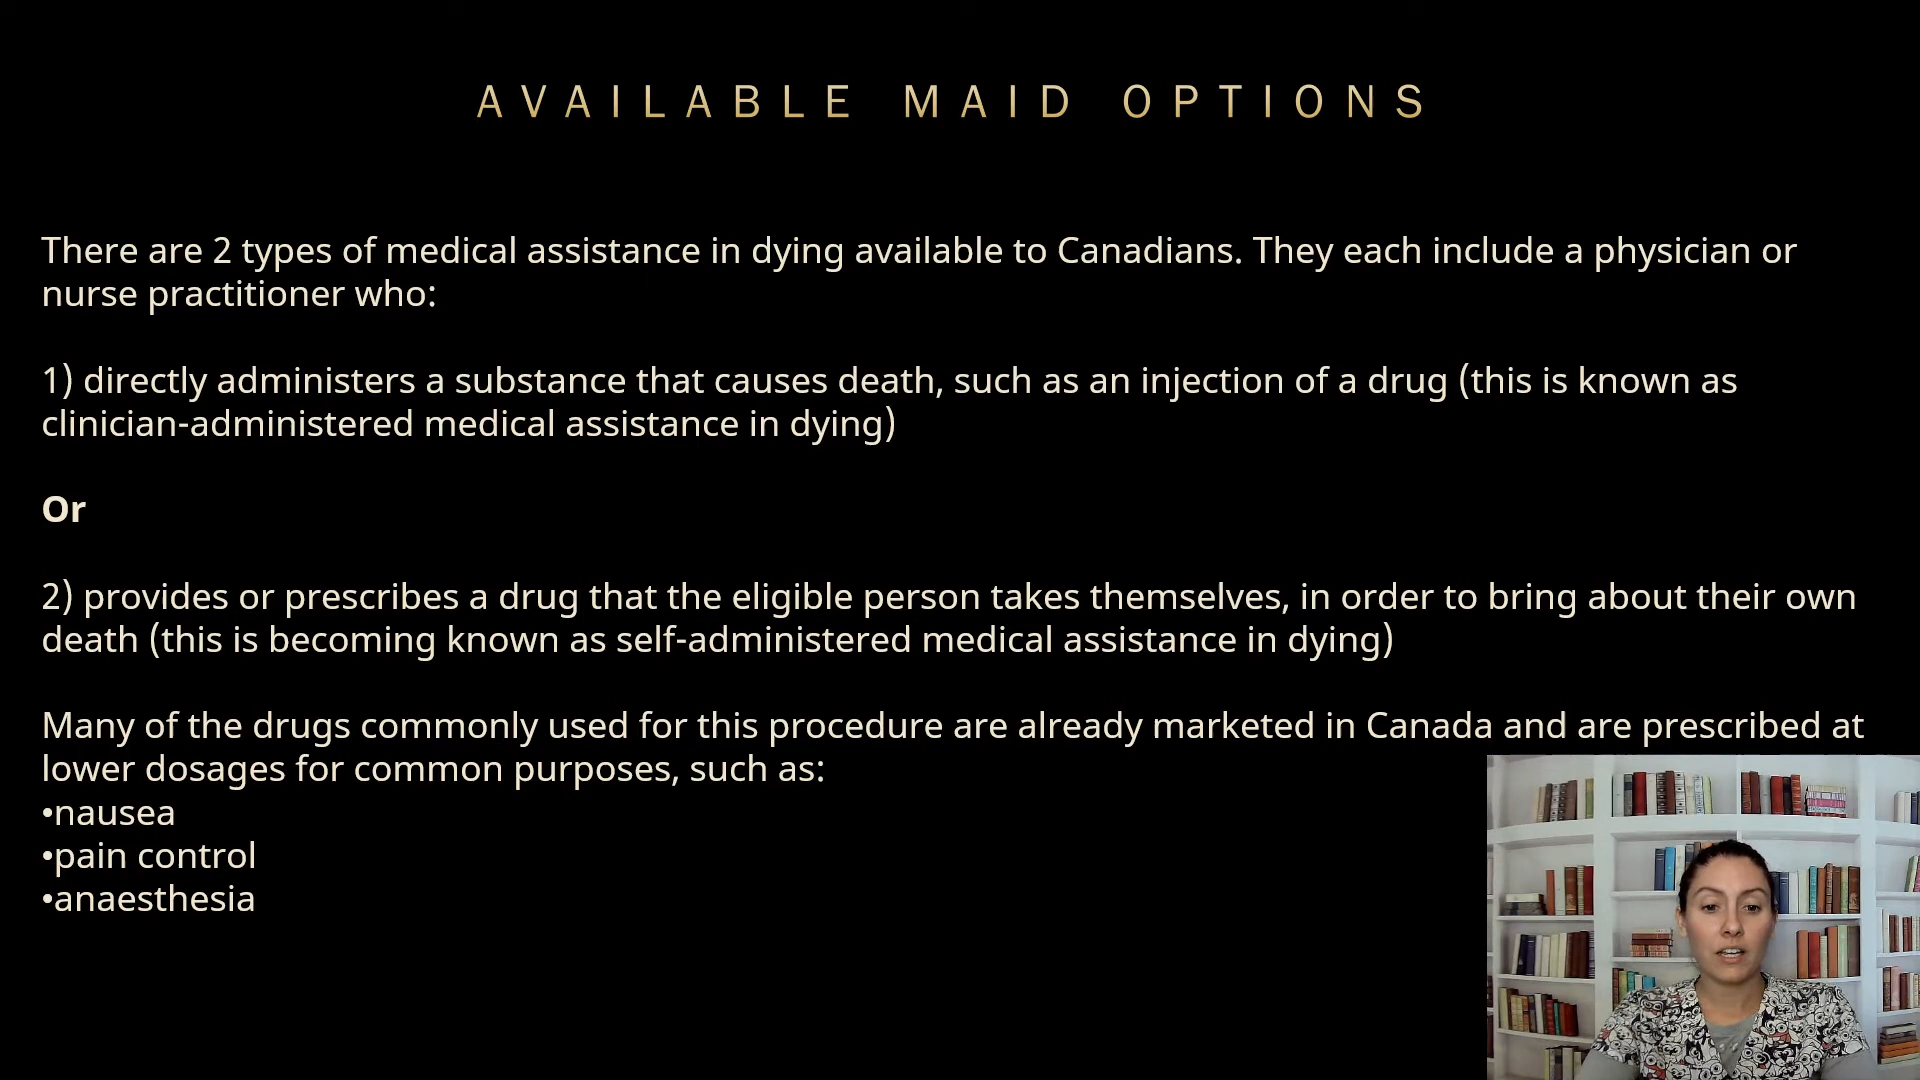 AVAILABLE MAID OPTIONS
There are 2 types of medical assistance in dying available to Canadians. They each include a physician or
nurse practitioner who:
1) directly administers a substance that causes death, such as an injection of a drug (this is known as
clinician-administered medical assistance in dying)
Or
2) provides or prescribes a drug that the eligible person takes themselves, in order to bring about their own
death (this is becoming known as self-administered medical assistance in dying)
Many of the drugs commonly used for this procedure are already marketed in Canada and are prescribed at
lower dosages for common purposes, such as:
•nausea
•pain control
•anaesthesia